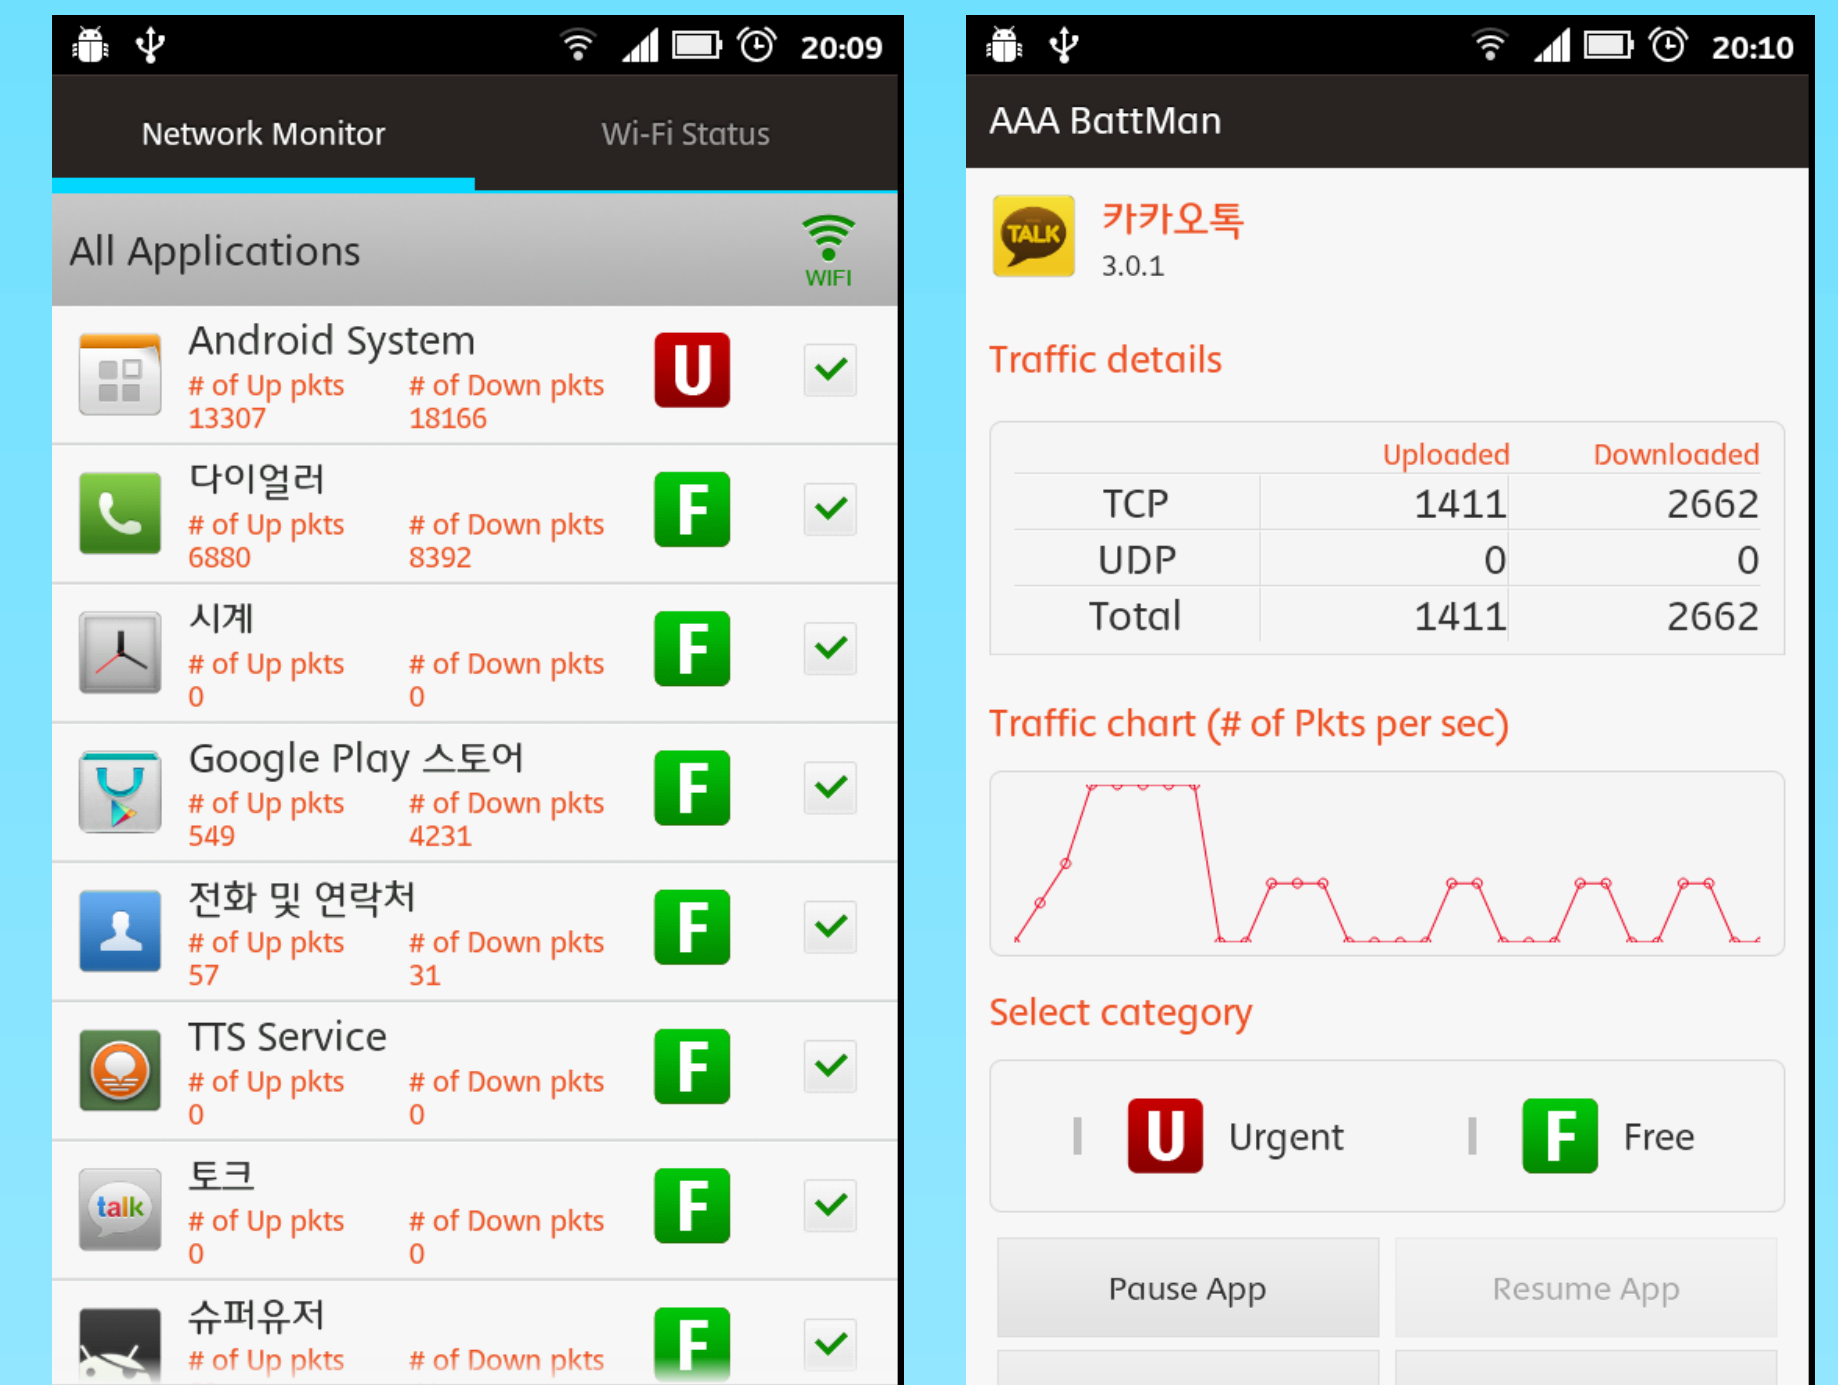 20:09
Network Monitor
Wi-Fi Status
All Applications
WIFI
Android System
# of Up pkts # of Down pkts
13307 18166
U
다이얼러
# of Up pkts # of Down pkts
6880 8392
F
시계
# of Up pkts # of Down pkts
0 0
F
Google Play 스토어
# of Up pkts # of Down pkts
549 4231
F
전화 및 연락처
# of Up pkts # of Down pkts
57 31
F
TTS Service
# of Up pkts # of Down pkts
0 0
F
talk
토크
# of Up pkts # of Down pkts
0 0
F
슈퍼유저
# of Up pkts # of Down pkts
F
20:10
AAA BattMan
TALK
카카오톡
3.0.1
Traffic details
Uploaded Downloaded
TCP 1411 2662
UDP 0 0
Total 1411 2662
Traffic chart (# of Pkts per sec)
Select category
U Urgent F Free
Pause App Resume App